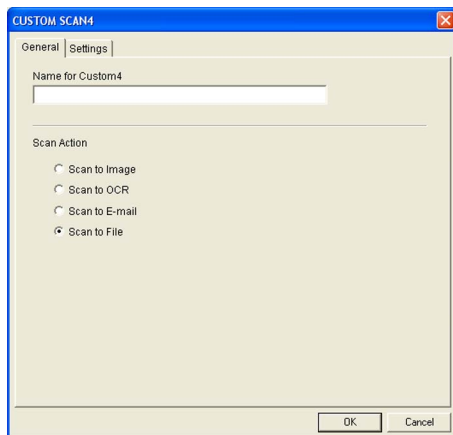 CUSTOM SCAN4
General Settings
Name for Custom4
Scan Action
Scan to Image
Scan to OCR
Scan to E-mail
Scan to File
OK Cancel